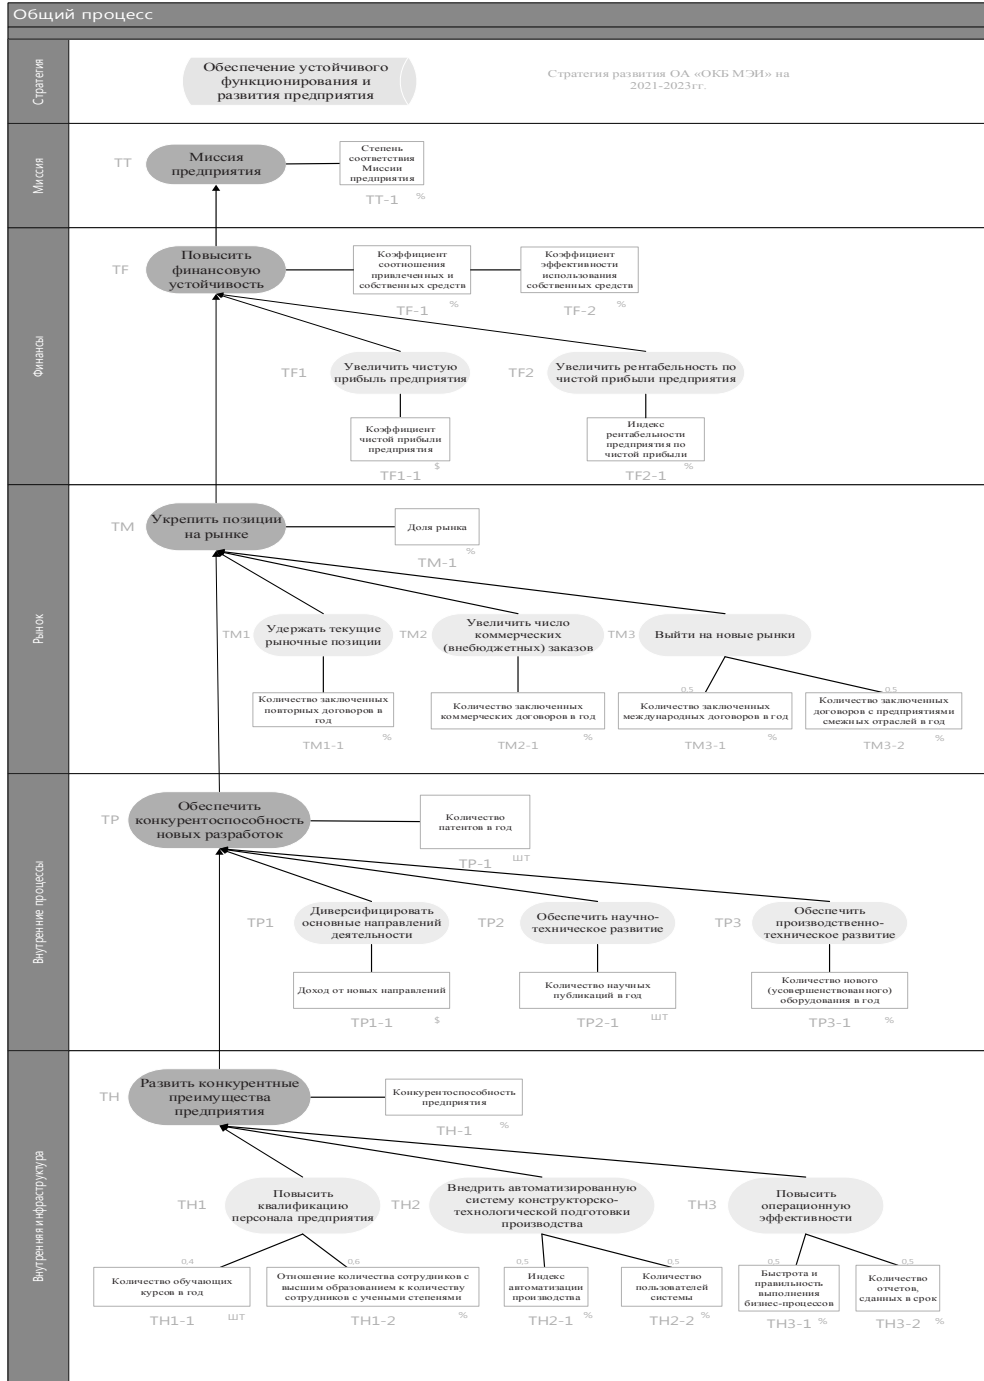 Общий процесс
Стратегия
Обеспечение устойчивого
функционирования и
развития предприятия
Стратегия развития ОА «ОКБ МЭИ» на
2021-2023гг.
Миссия
ТТ
Миссия
предприятия
Степень
соответствия
Миссии
предприятия
ТТ-1
%
Финансы
TF
Повысить
финансовую
устойчивость
Коэффициент
соотношения
привлеченных и
собственных средств
TF-1
%
Коэффициент
эффективности
использования
собственных средств
TF-2
%
TF1
Увеличить чистую
прибыль предприятия
TF2
Увеличить рентабельность по
чистой прибыли предприятия
Коэффициент
чистой прибыли
предприятия
TF1-1
$
Индекс
рентабельности
предприятия по
чистой прибыли
TF2-1
%
Рынок
TM
Укрепить позиции
на рынке
Доля рынка
TM-1
%
TM1
Удержать текущие
рыночные позиции
TM2
Увеличить число
коммерческих
(внебюджетных) заказов
TM3
Выйти на новые рынки
Количество заключенных
повторных договоров в
год
TM1-1
%
Количество заключенных
коммерческих договоров в год
TM2-1
%
0,5
Количество заключенных
международных договоров в год
TM3-1
%
0,5
Количество заключенных
договоров с предприятиями
смежных отраслей в год
TM3-2
%
Внутренние процессы
TP
Обеспечить
конкурентоспособность
новых разработок
Количество
патентов в год
TP-1
шт
TP1
Диверсифицировать
основные направлений
деятельности
TP2
Обеспечить научно-
техническое развитие
TP3
Обеспечить
производственно-
техническое развитие
Доход от новых направлений
TP1-1
$
Количество научных
публикаций в год
TP2-1
шт
Количество нового
(усовершенствованного)
оборудования в год
TP3-1
%
Внутренняя инфраструктура
TH
Развить конкурентные
преимущества
предприятия
Конкурентоспособность
предприятия
TH-1
%
TH1
Повысить
квалификацию
персонала предприятия
TH2
Внедрить автоматизированную
систему конструкторско-
технологической подготовки
производства
TH3
Повысить
операционную
эффективности
0,4
Количество обучающих
курсов в год
TH1-1
шт
0,6
Отношение количества сотрудников с
высшим образованием к количеству
сотрудников с учеными степенями
TH1-2
%
0,5
Индекс
автоматизации
производства
TH2-1
%
0,5
Количество
пользователей
системы
TH2-2
%
0,5
Быстрота и
правильность
выполнения
бизнес-процессов
TH3-1
%
0,5
Количество
отчетов,
сданных в срок
TH3-2
%